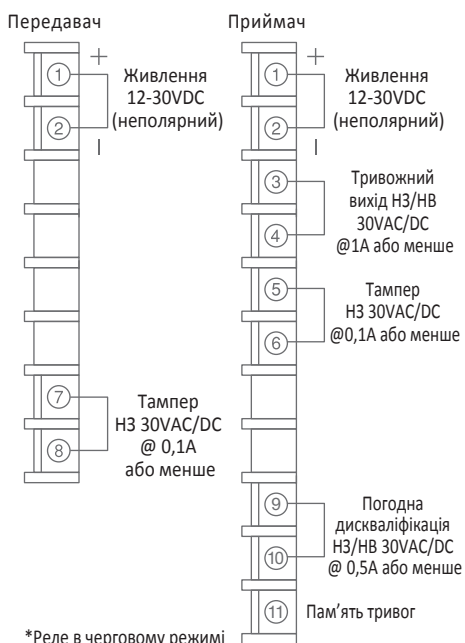 Передавач
+
①
②
|
Живлення
12-30VDC
(неполярний)
⑦
⑧
Тампер
НЗ 30VAC/DC
@ 0,1А
або менше
Приймач
+
①
②
|
Живлення
12-30VDC
(неполярний)
③
④
Тривожний
вихід НЗ/НВ
30VAC/DC
@1А або менше
⑤
⑥
Тампер
НЗ 30VAC/DC
@0,1А або менше
⑨
⑩
Погодна
дискваліфікація
НЗ/НВ 30VAC/DC
@ 0,5А або менше
⑪ Пам’ять тривог
*Реле в черговому режимі